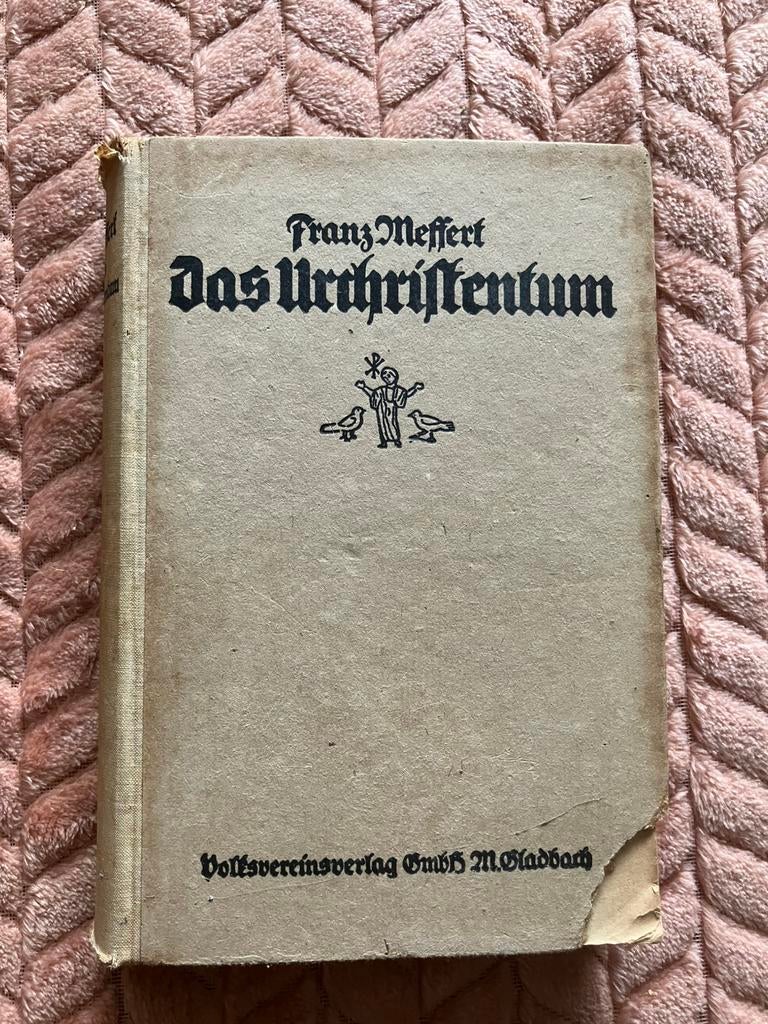 Franz Meffert
Das Urchristentum
Volksvereinsverlag GmbH M. Gladbach